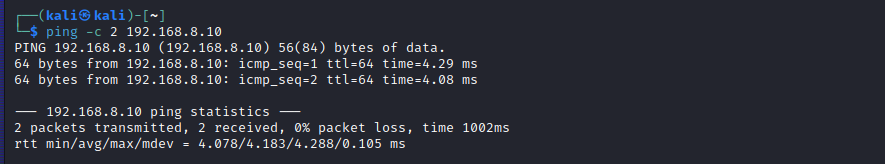 ┌──(kali㉿kali)-[~]
└─$ ping -c 2 192.168.8.10
PING 192.168.8.10 (192.168.8.10) 56(84) bytes of data.
64 bytes from 192.168.8.10: icmp_seq=1 ttl=64 time=4.29 ms
64 bytes from 192.168.8.10: icmp_seq=2 ttl=64 time=4.08 ms

--- 192.168.8.10 ping statistics ---
2 packets transmitted, 2 received, 0% packet loss, time 1002ms
rtt min/avg/max/mdev = 4.078/4.183/4.288/0.105 ms